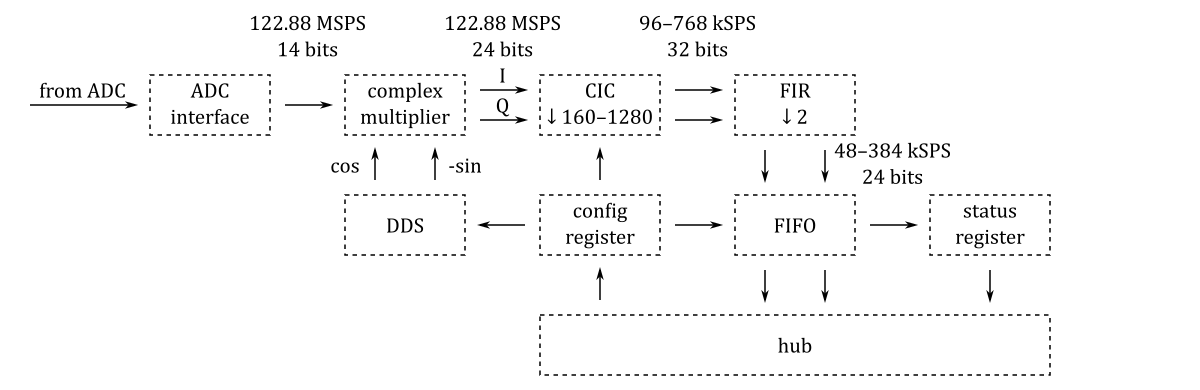 122.88 MSPS
14 bits
122.88 MSPS
24 bits
96–768 kSPS
32 bits
from ADC
ADC
interface
complex
multiplier
I
Q
CIC
↓160–1280
FIR
↓2
cos
-sin
48–384 kSPS
24 bits
DDS
config
register
FIFO
status
register
hub